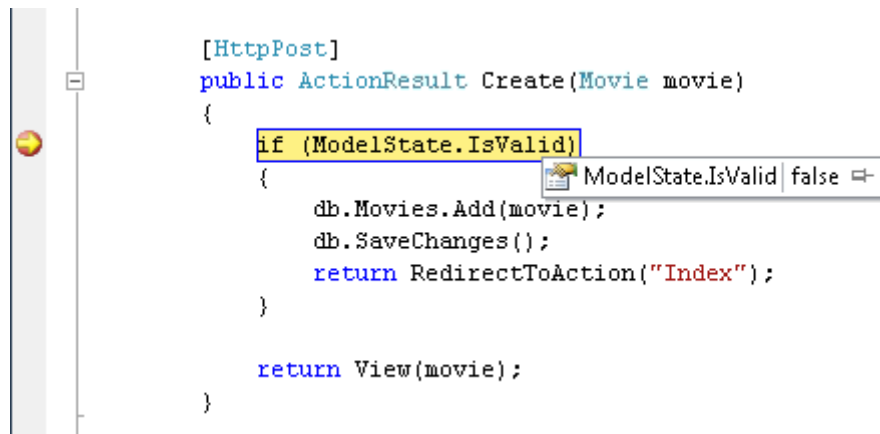 [HttpPost]
public ActionResult Create(Movie movie)
{
if (ModelState.IsValid)
ModelState.IsValid false
{
db.Movies.Add(movie);
db.SaveChanges();
return RedirectToAction("Index");
}
return View(movie);
}